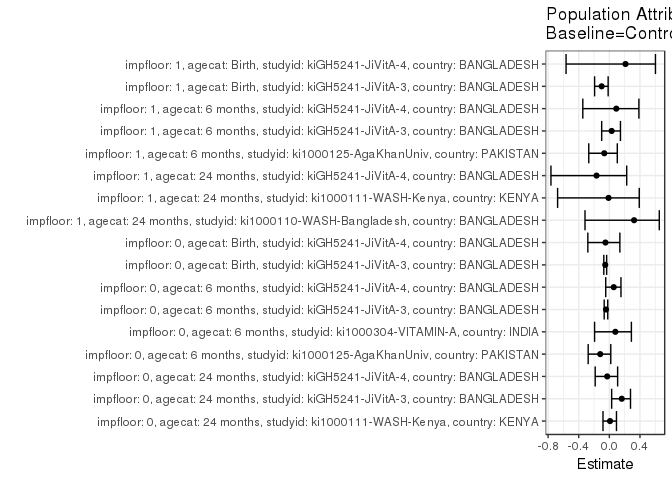 Population Attrib
Baseline=Contro
impfloor: 1, agecat: Birth, studyid: kiGH5241-JiVitA-4, country: BANGLADESH
impfloor: 1, agecat: Birth, studyid: kiGH5241-JiVitA-3, country: BANGLADESH
impfloor: 1, agecat: 6 months, studyid: kiGH5241-JiVitA-4, country: BANGLADESH
impfloor: 1, agecat: 6 months, studyid: kiGH5241-JiVitA-3, country: BANGLADESH
impfloor: 1, agecat: 6 months, studyid: ki1000125-AgaKhanUniv, country: PAKISTAN
impfloor: 1, agecat: 24 months, studyid: kiGH5241-JiVitA-4, country: BANGLADESH
impfloor: 1, agecat: 24 months, studyid: ki1000111-WASH-Kenya, country: KENYA
impfloor: 1, agecat: 24 months, studyid: ki1000110-WASH-Bangladesh, country: BANGLADESH
impfloor: 0, agecat: Birth, studyid: kiGH5241-JiVitA-4, country: BANGLADESH
impfloor: 0, agecat: Birth, studyid: kiGH5241-JiVitA-3, country: BANGLADESH
impfloor: 0, agecat: 6 months, studyid: kiGH5241-JiVitA-4, country: BANGLADESH
impfloor: 0, agecat: 6 months, studyid: kiGH5241-JiVitA-3, country: BANGLADESH
impfloor: 0, agecat: 6 months, studyid: ki1000304-VITAMIN-A, country: INDIA
impfloor: 0, agecat: 6 months, studyid: ki1000125-AgaKhanUniv, country: PAKISTAN
impfloor: 0, agecat: 24 months, studyid: kiGH5241-JiVitA-4, country: BANGLADESH
impfloor: 0, agecat: 24 months, studyid: kiGH5241-JiVitA-3, country: BANGLADESH
impfloor: 0, agecat: 24 months, studyid: ki1000111-WASH-Kenya, country: KENYA
-0.8 -0.4 0.0 0.4
Estimate